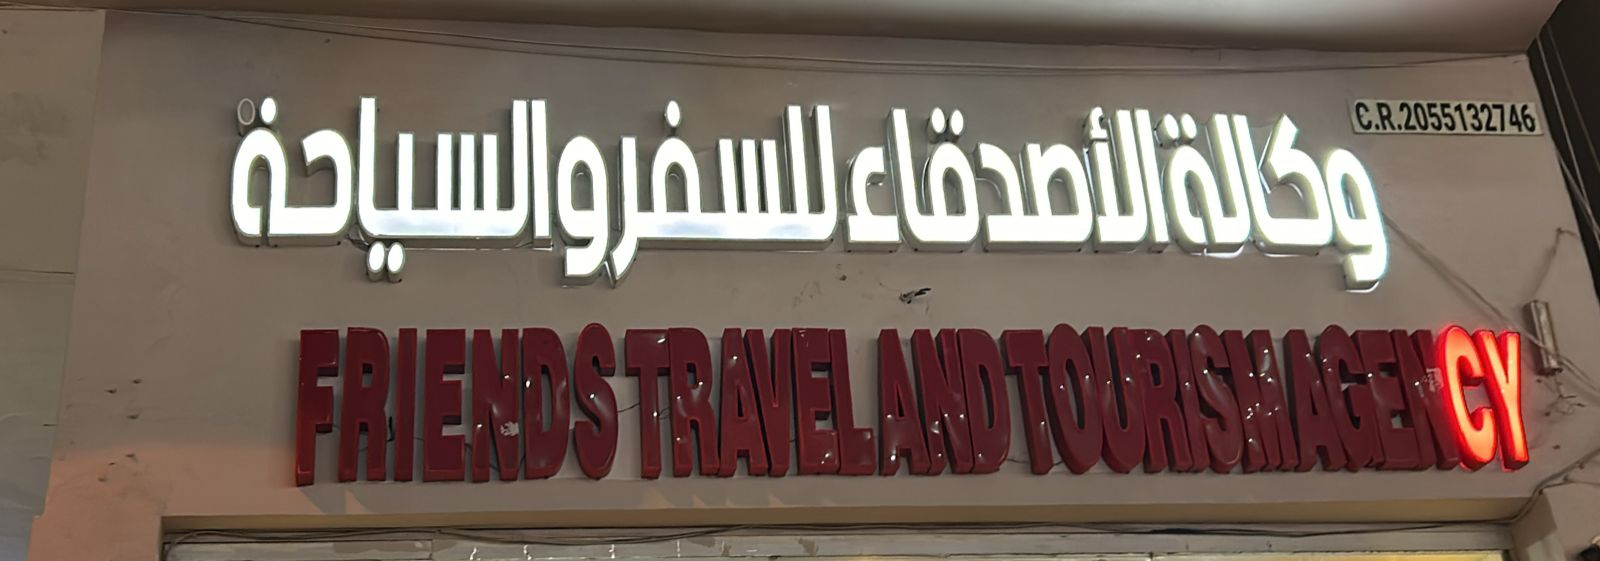 C.R.2055132746
وكالة الأصدقاء للسفر والسياحة
FRIENDS TRAVEL AND TOURISM AGENCY